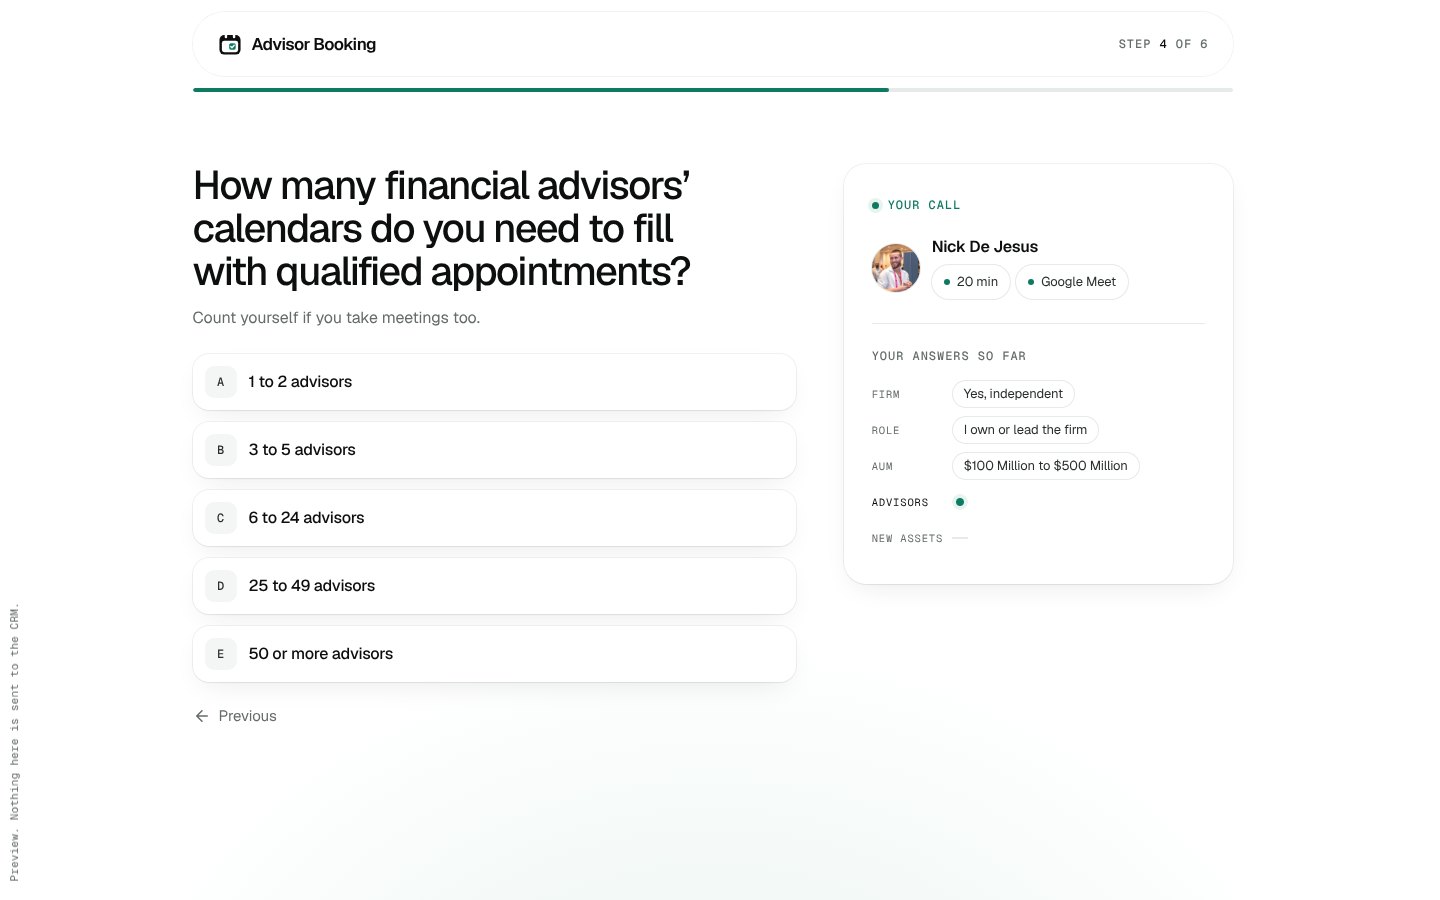 Advisor Booking
STEP 4 OF 6
How many financial advisors’
calendars do you need to fill
with qualified appointments?
Count yourself if you take meetings too.
A 1 to 2 advisors
B 3 to 5 advisors
C 6 to 24 advisors
D 25 to 49 advisors
E 50 or more advisors
Previous
YOUR CALL
Nick De Jesus
20 min
Google Meet
YOUR ANSWERS SO FAR
FIRM Yes, independent
ROLE I own or lead the firm
AUM $100 Million to $500 Million
ADVISORS
NEW ASSETS —
Preview. Nothing here is sent to the CRM.